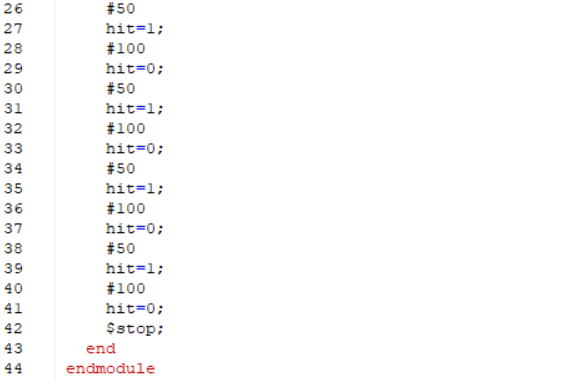 26 #50
27 hit=1;
28 #100
29 hit=0;
30 #50
31 hit=1;
32 #100
33 hit=0;
34 #50
35 hit=1;
36 #100
37 hit=0;
38 #50
39 hit=1;
40 #100
41 hit=0;
42 $stop;
43 end
44 endmodule